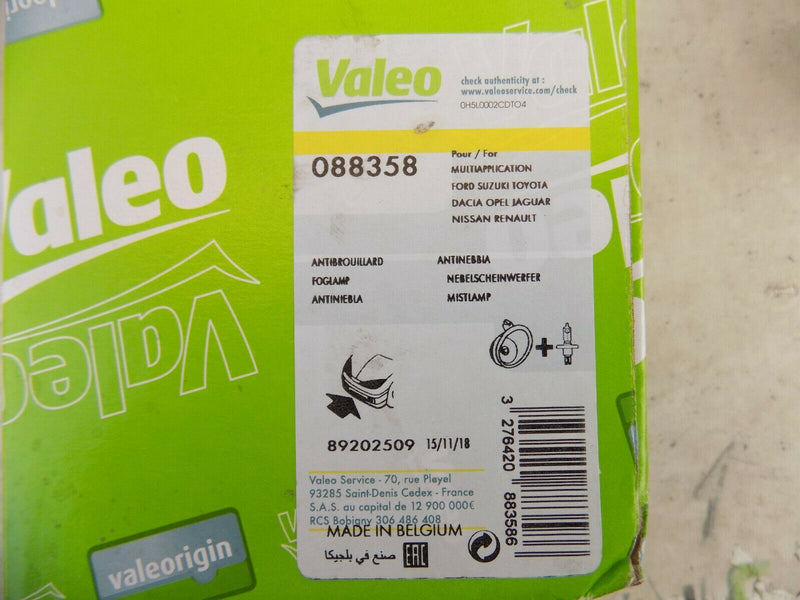 Valeo
check authenticity at :
www.valeoservice.com/check
0H5L0002CDTO4
088358
Pour / For
MULTIAPPLICATION
FORD SUZUKI TOYOTA
DACIA OPEL JAGUAR
NISSAN RENAULT
ANTIBROUILLARD
ANTINEBBIA
FOGLAMP
NEBELSCHEINWERFER
ANTINIEBLA
MISTLAMP
89202509 15/11/18
3 276420 883586
Valeo Service - 70, rue Pleyel
93285 Saint-Denis Cedex - France
S.A.S. au capital de 12 900 000€
RCS Bobigny 306 486 408
MADE IN BELGIUM
صنع في بلجيكا
EAC
Valeo
Valeo
valeorigin